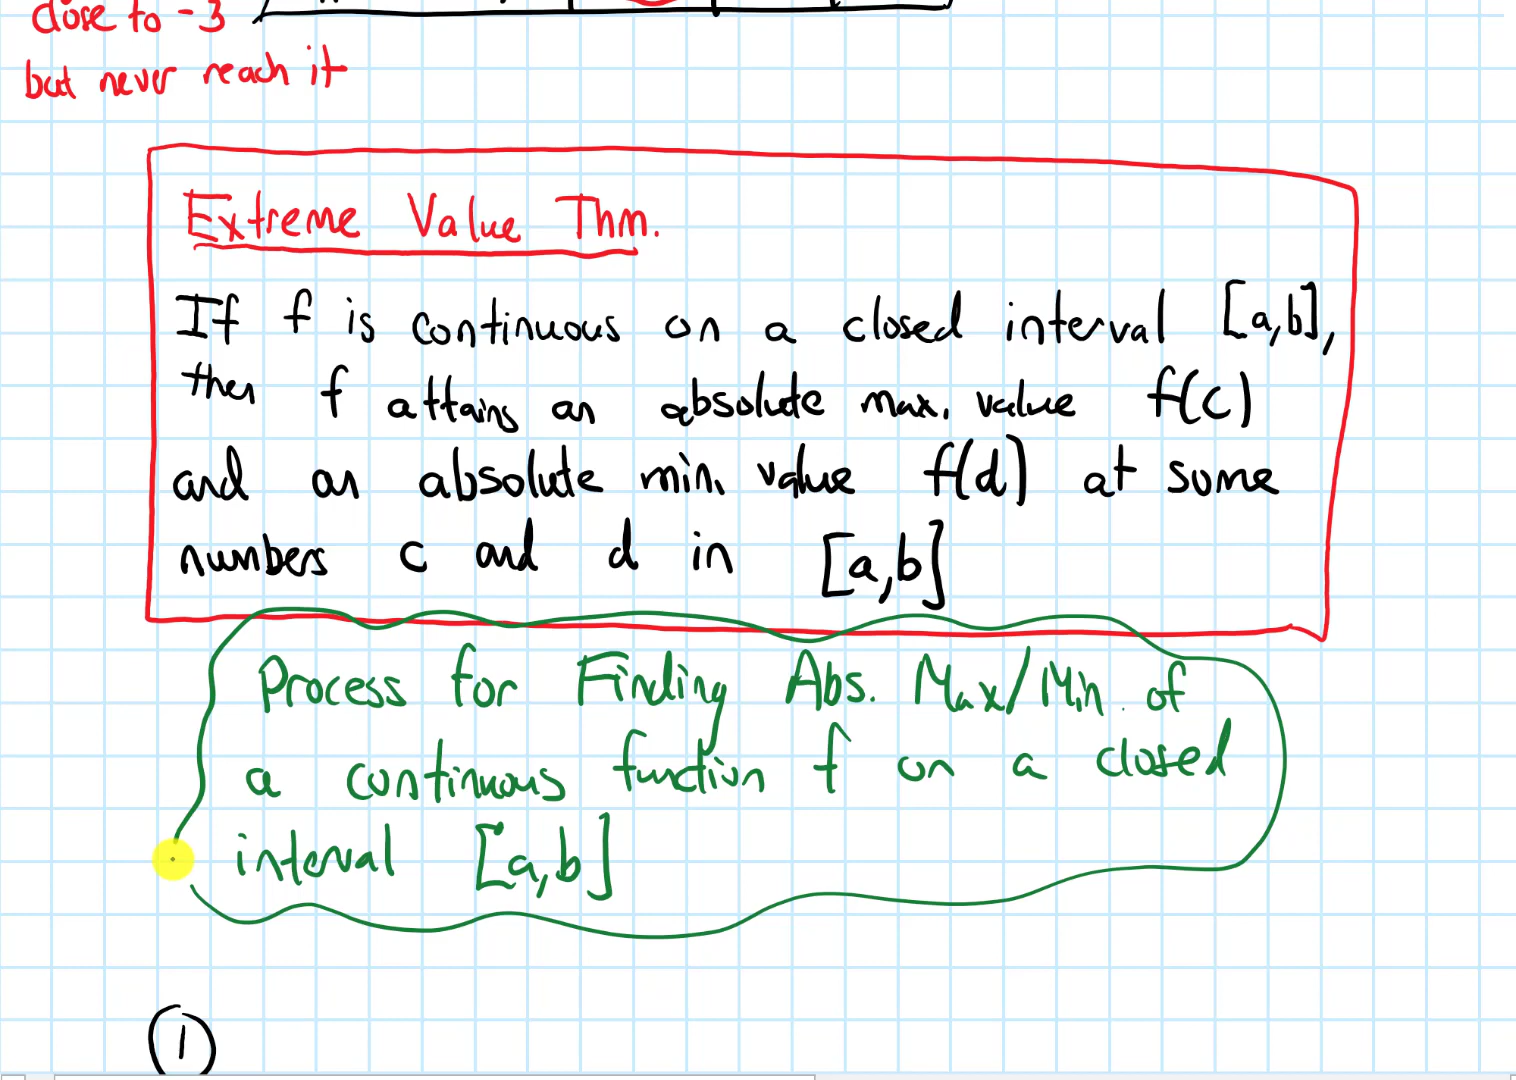 close to -3
but never reach it
Extreme Value Thm.
If f is continuous on a closed interval [a,b],
then f attains an absolute max. value f(c)
and an absolute min. value f(d) at some
numbers c and d in [a,b]
Process for Finding Abs. Max/Min. of
a continuous function f on a closed
interval [a,b]
1